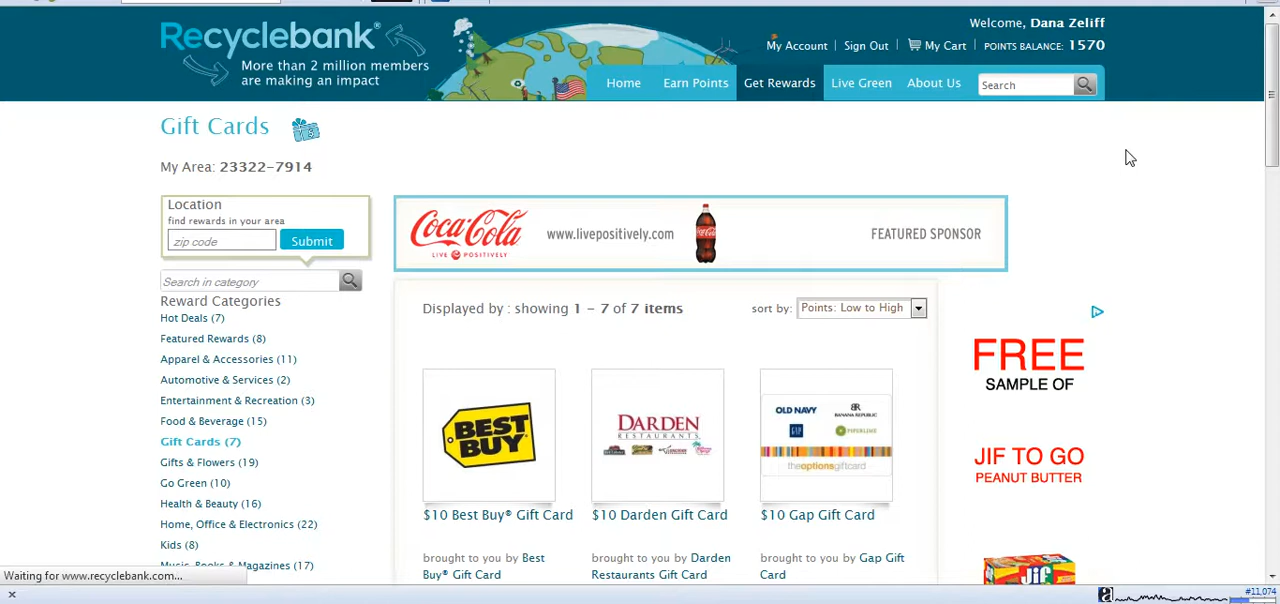 Recyclebank®
More than 2 million members
are making an impact
Welcome, Dana Zeliff
My Account | Sign Out | My Cart | POINTS BALANCE: 1570
Home Earn Points Get Rewards Live Green About Us Search
Gift Cards
My Area: 23322-7914
Location
find rewards in your area
zip code Submit
Search in category
Reward Categories
Hot Deals (7)
Featured Rewards (8)
Apparel & Accessories (11)
Automotive & Services (2)
Entertainment & Recreation (3)
Food & Beverage (15)
Gift Cards (7)
Gifts & Flowers (19)
Go Green (10)
Health & Beauty (16)
Home, Office & Electronics (22)
Kids (8)
Music, Books & Magazines (17)
Coca-Cola
LIVE POSITIVELY
www.livepositively.com
FEATURED SPONSOR
Displayed by : showing 1 - 7 of 7 items
sort by: Points: Low to High
BEST BUY
DARDEN
RESTAURANTS
OLD NAVY
BANANA REPUBLIC
GAP
PIPERLIME
theoptionsgiftcard
$10 Best Buy® Gift Card
$10 Darden Gift Card
$10 Gap Gift Card
brought to you by Best
Buy® Gift Card
brought to you by Darden
Restaurants Gift Card
brought to you by Gap Gift
Card
FREE
SAMPLE OF
JIF TO GO
PEANUT BUTTER
Jif
Waiting for www.recyclebank.com...
#11,074